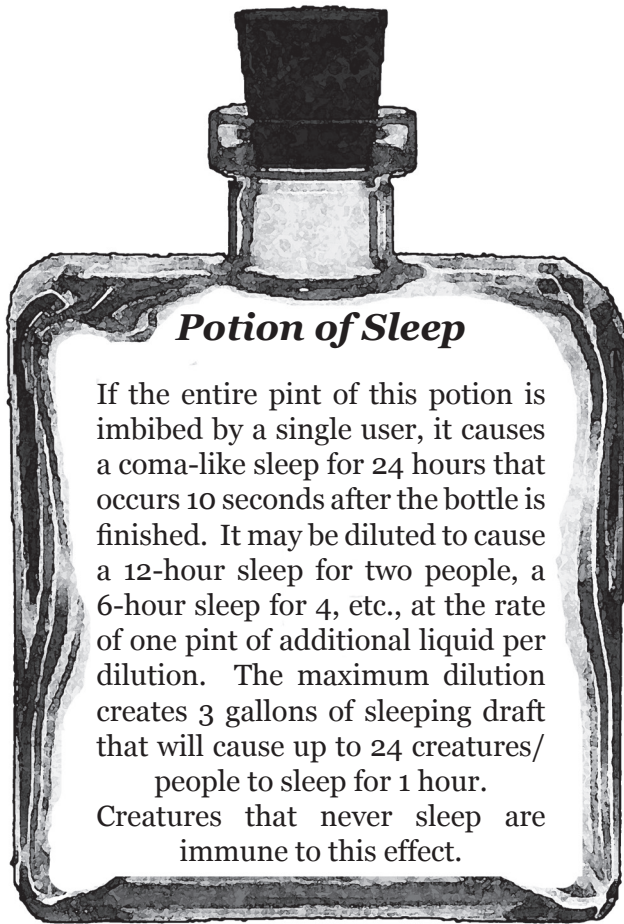 Potion of Sleep
If the entire pint of this potion is
imbibed by a single user, it causes
a coma-like sleep for 24 hours that
occurs 10 seconds after the bottle is
finished. It may be diluted to cause
a 12-hour sleep for two people, a
6-hour sleep for 4, etc., at the rate
of one pint of additional liquid per
dilution. The maximum dilution
creates 3 gallons of sleeping draft
that will cause up to 24 creatures/
people to sleep for 1 hour.
Creatures that never sleep are
immune to this effect.